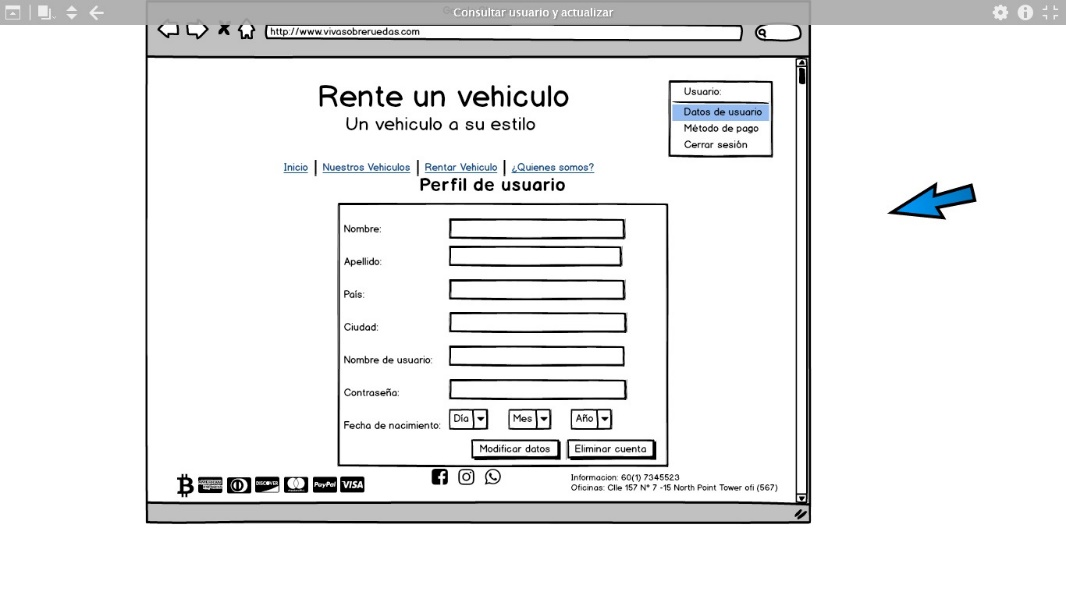 Consultar usuario y actualizar
http://www.vivasobreruedas.com
Rente un vehiculo
Un vehiculo a su estilo
Usuario:
Datos de usuario
Método de pago
Cerrar sesión
Inicio | Nuestros Vehiculos | Rentar Vehiculo | ¿Quienes somos?
Perfil de usuario
Nombre:
Apellido:
País:
Ciudad:
Nombre de usuario:
Contraseña:
Fecha de nacimiento: Día Mes Año
Modificar datos Eliminar cuenta
DISCOVER PayPal VISA
Informacion: 60(1) 7345523
Oficinas: Clle 157 N° 7 -15 North Point Tower ofi (567)